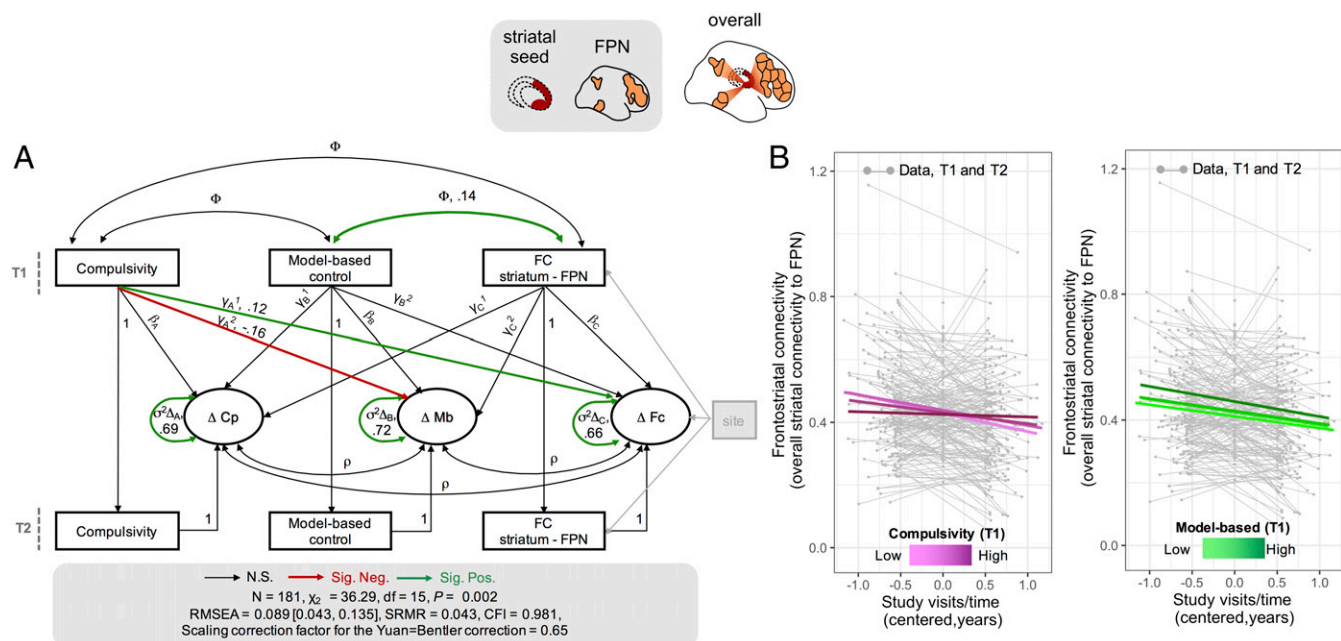 striatal
seed
FPN
overall
A
Φ
Φ
Φ, .14
T1
Compulsivity
Model-based
control
FC
striatum - FPN
γA¹, .12
γA², -.16
γB¹
γB²
γC¹
γC²
1
βA
1
βB
1
βC
σ²ΔA,
.69
Δ Cp
σ²ΔB,
.72
Δ Mb
σ²ΔC,
.66
Δ Fc
site
ρ
ρ
ρ
1
1
1
T2
Compulsivity
Model-based
control
FC
striatum - FPN
N.S. Sig. Neg. Sig. Pos.
N = 181, χ₂ = 36.29, df = 15, P = 0.002
RMSEA = 0.089 [0.043, 0.135], SRMR = 0.043, CFI = 0.981,
Scaling correction factor for the Yuan=Bentler correction = 0.65
B
Frontostriatal connectivity
(overall striatal connectivity to FPN)
1.2
0.8
0.4
0.0
Data, T1 and T2
Compulsivity (T1)
Low High
-1.0 -0.5 0.0 0.5 1.0
Study visits/time
(centered,years)
Frontostriatal connectivity
(overall striatal connectivity to FPN)
1.2
0.8
0.4
0.0
Data, T1 and T2
Model-based (T1)
Low High
-1.0 -0.5 0.0 0.5 1.0
Study visits/time
(centered,years)